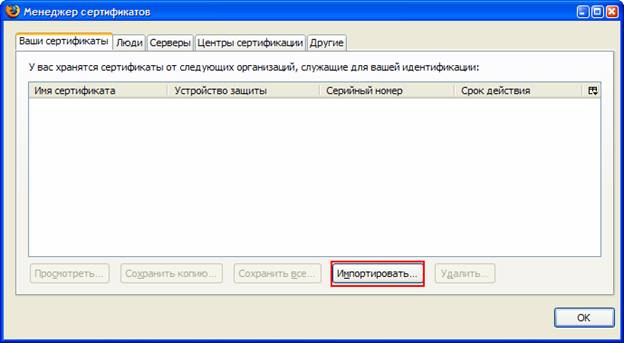 Менеджер сертификатов
Ваши сертификаты Люди Серверы Центры сертификации Другие
У вас хранятся сертификаты от следующих организаций, служащие для вашей идентификации:
Имя сертификата Устройство защиты Серийный номер Срок действия
Просмотреть... Сохранить копию... Сохранить все... Импортировать... Удалить...
OK